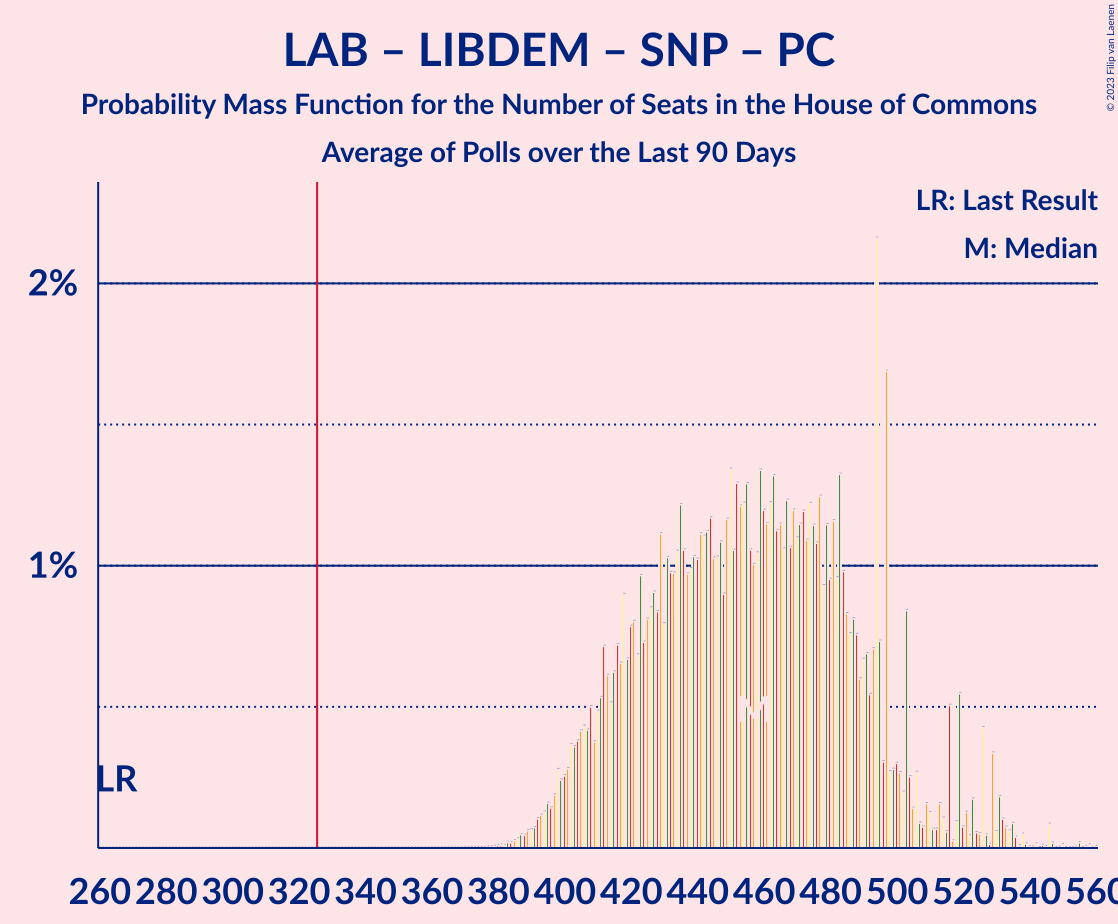 LAB – LIBDEM – SNP – PC
Probability Mass Function for the Number of Seats in the House of Commons
Average of Polls over the Last 90 Days
© 2023 Filip van Laenen
LR: Last Result
M: Median
2%
1%
LR
M
260 280 300 320 340 360 380 400 420 440 460 480 500 520 540 560